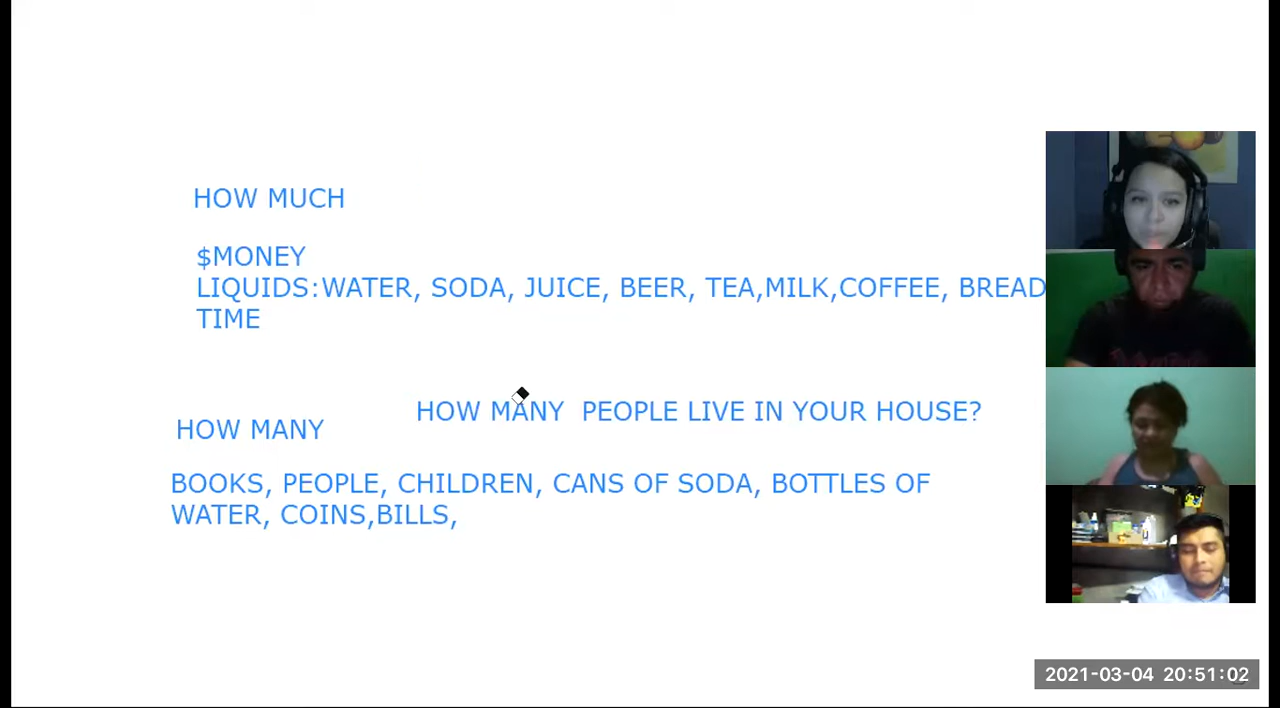 HOW MUCH
$MONEY
LIQUIDS:WATER, SODA, JUICE, BEER, TEA,MILK,COFFEE, BREAD
TIME
HOW MANY  PEOPLE LIVE IN YOUR HOUSE?
HOW MANY
BOOKS, PEOPLE, CHILDREN, CANS OF SODA, BOTTLES OF
WATER, COINS,BILLS,
2021-03-04 20:51:02